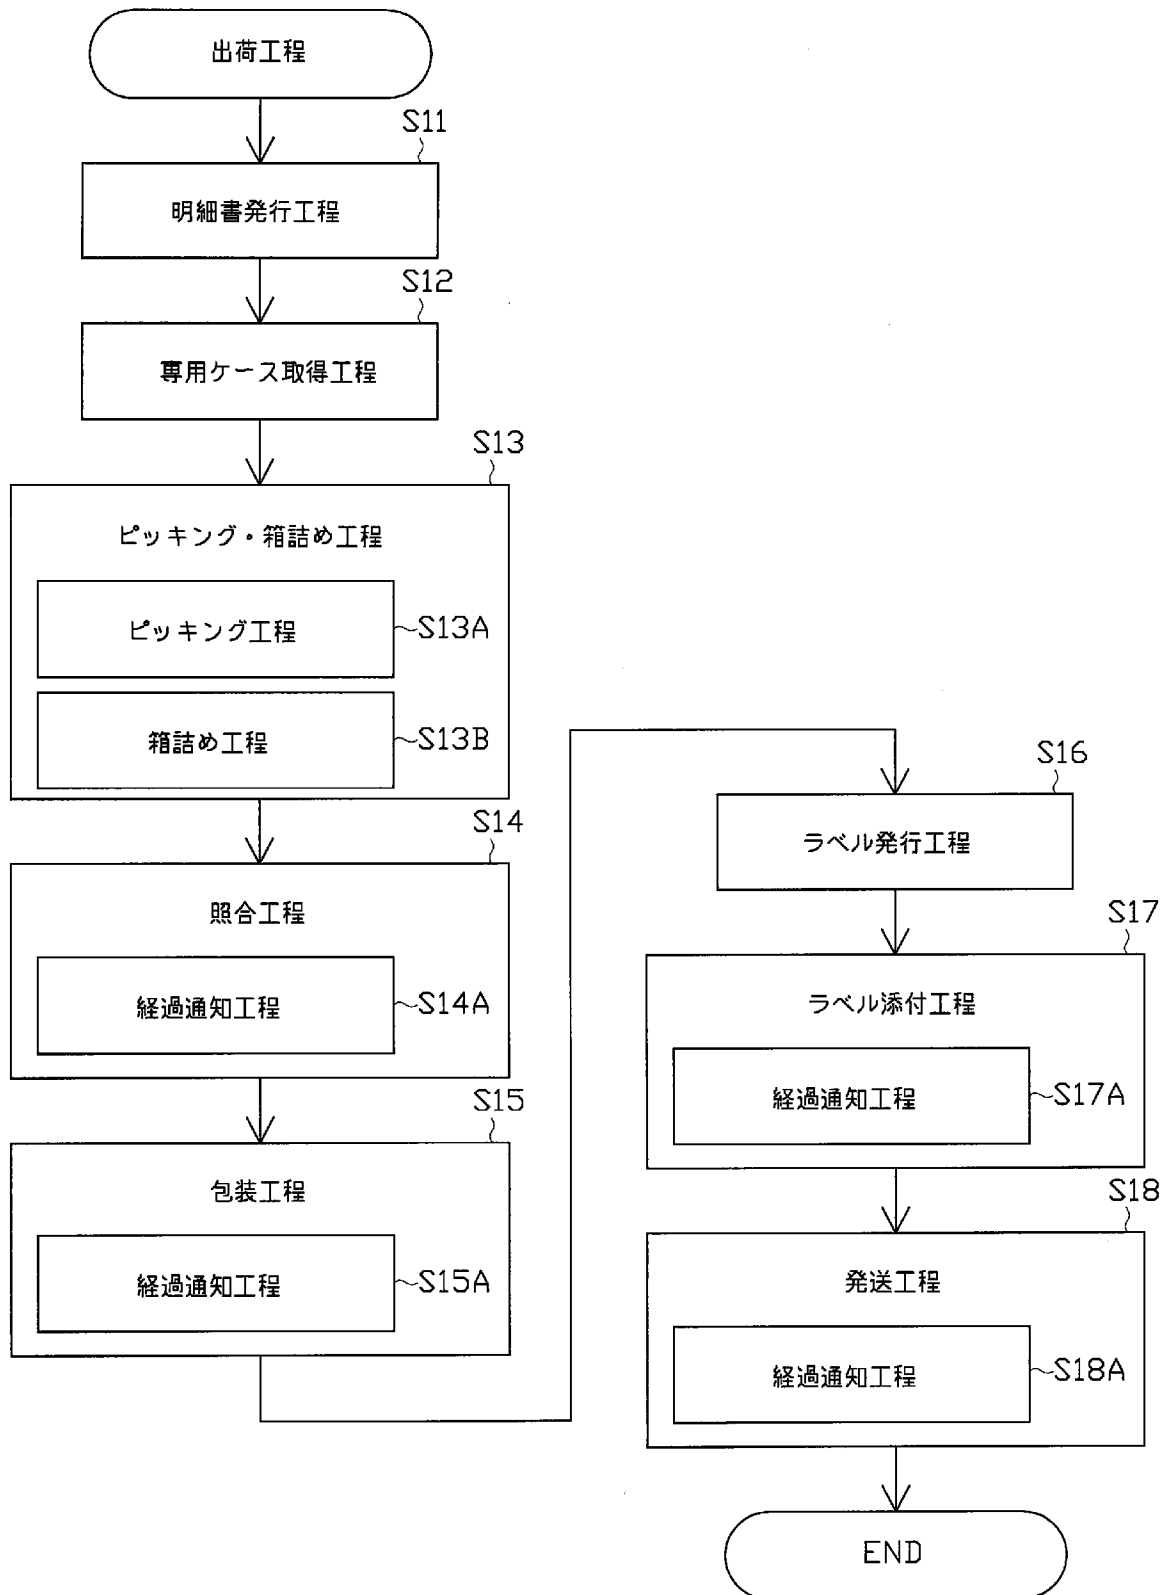 出荷工程
S11
明細書発行工程
S12
専用ケース取得工程
S13
ピッキング・箱詰め工程
ピッキング工程
S13A
箱詰め工程
S13B
S14
照合工程
経過通知工程
S14A
S15
包装工程
経過通知工程
S15A
S16
ラベル発行工程
S17
ラベル添付工程
経過通知工程
S17A
S18
発送工程
経過通知工程
S18A
END